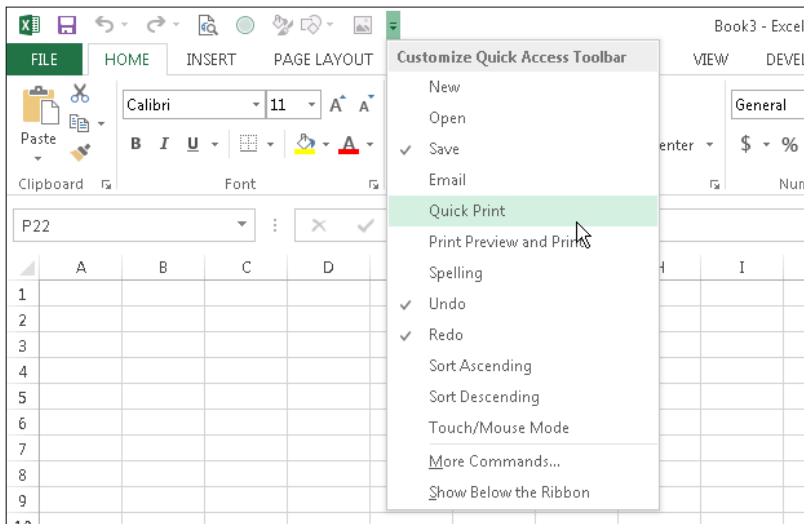 Book3 - Excel
FILE HOME INSERT PAGE LAYOUT VIEW DEVEL
Customize Quick Access Toolbar
New
Open
Save
Email
Quick Print
Print Preview and Print
Spelling
Undo
Redo
Sort Ascending
Sort Descending
Touch/Mouse Mode
More Commands...
Show Below the Ribbon
Paste
Calibri 11 A A
B I U A
Clipboard Font
General
enter $ %
Num
P22
A B C D H I
1
2
3
4
5
6
7
8
9